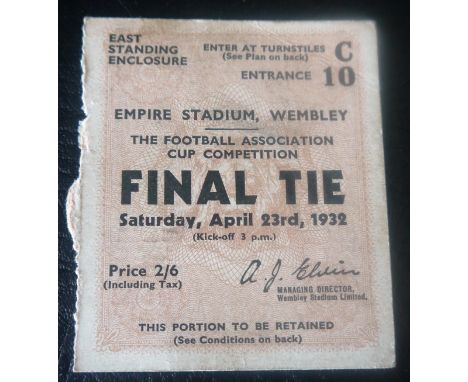 EAST
STANDING
ENCLOSURE
ENTER AT TURNSTILES
(See Plan on back)
C
ENTRANCE 10
EMPIRE STADIUM, WEMBLEY
THE FOOTBALL ASSOCIATION
CUP COMPETITION
FINAL TIE
Saturday, April 23rd, 1932
(Kick-off 3 p.m.)
Price 2/6
(Including Tax)
A. J. Elvin
MANAGING DIRECTOR,
Wembley Stadium Limited.
THIS PORTION TO BE RETAINED
(See Conditions on back)